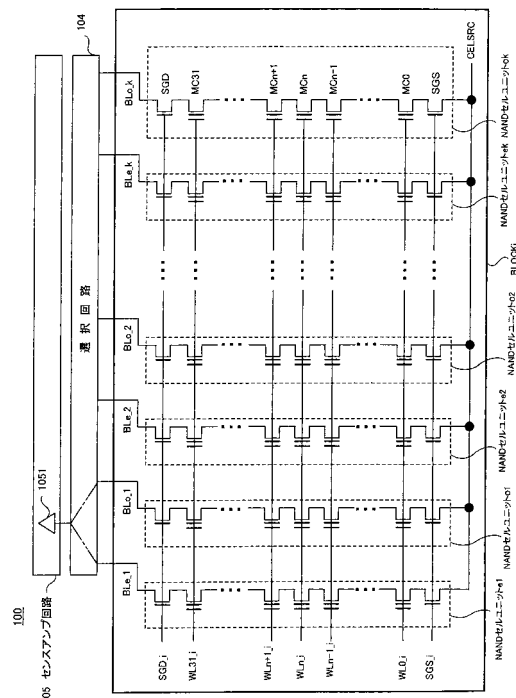 100
05 センスアンプ回路
1051
104
選択回路
BLe_1
BLo_1
BLe_2
BLo_2
BLe_k
BLo_k
SGD_i
WL31_i
WLn+1_i
WLn_i
WLn-1_i
WL0_i
SGS_i
SGD
MC31
MCn+1
MCn
MCn-1
MC0
SGS
CELSRC
NANDセルユニットe1
NANDセルユニットo1
NANDセルユニットe2
NANDセルユニットo2
BLOCKi
NANDセルユニットek
NANDセルユニットok